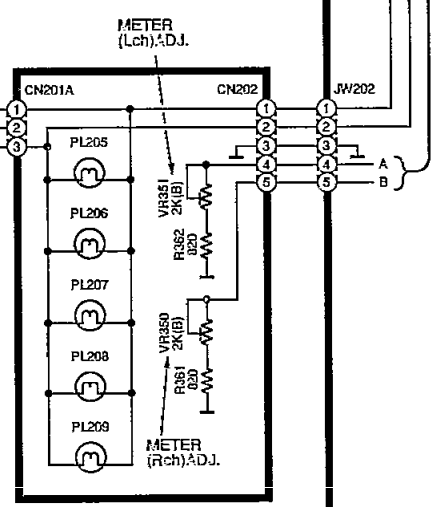 METER
(Lch)ADJ.
CN201A
CN202
JW202
1
2
3
1
2
3
4
5
1
2
3
4
5
A
B
PL205
PL206
PL207
PL208
PL209
VR351
2K(B)
R362
820
VR350
2K(B)
R361
820
METER
(Rch)ADJ.